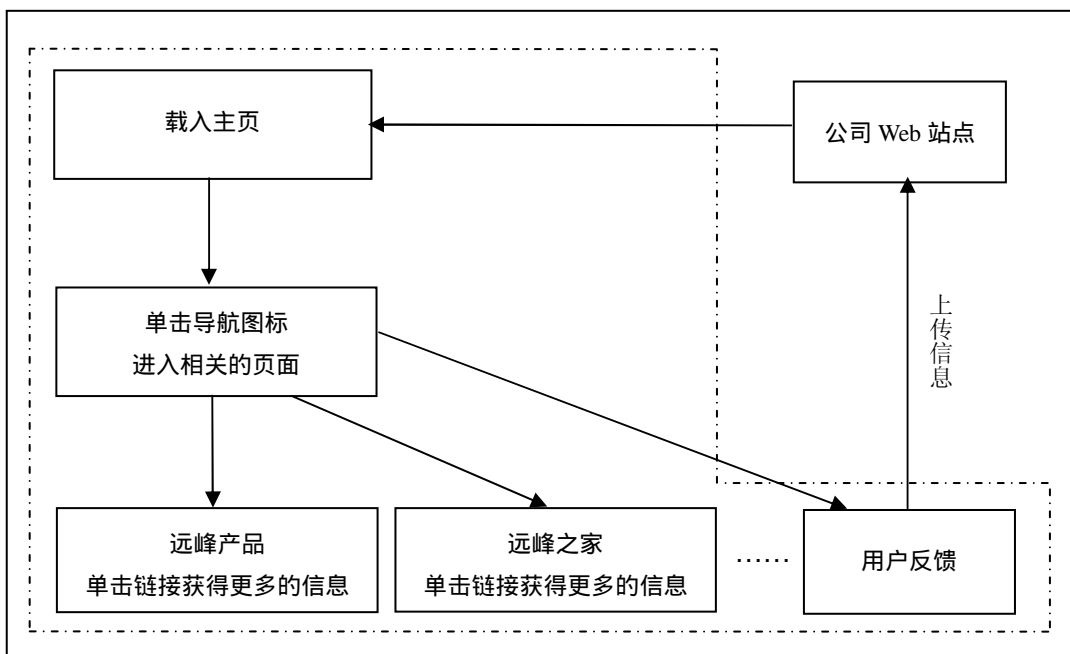 载入主页
公司 Web 站点
单击导航图标
进入相关的页面
上传信息
远峰产品
单击链接获得更多的信息
远峰之家
单击链接获得更多的信息
……
用户反馈